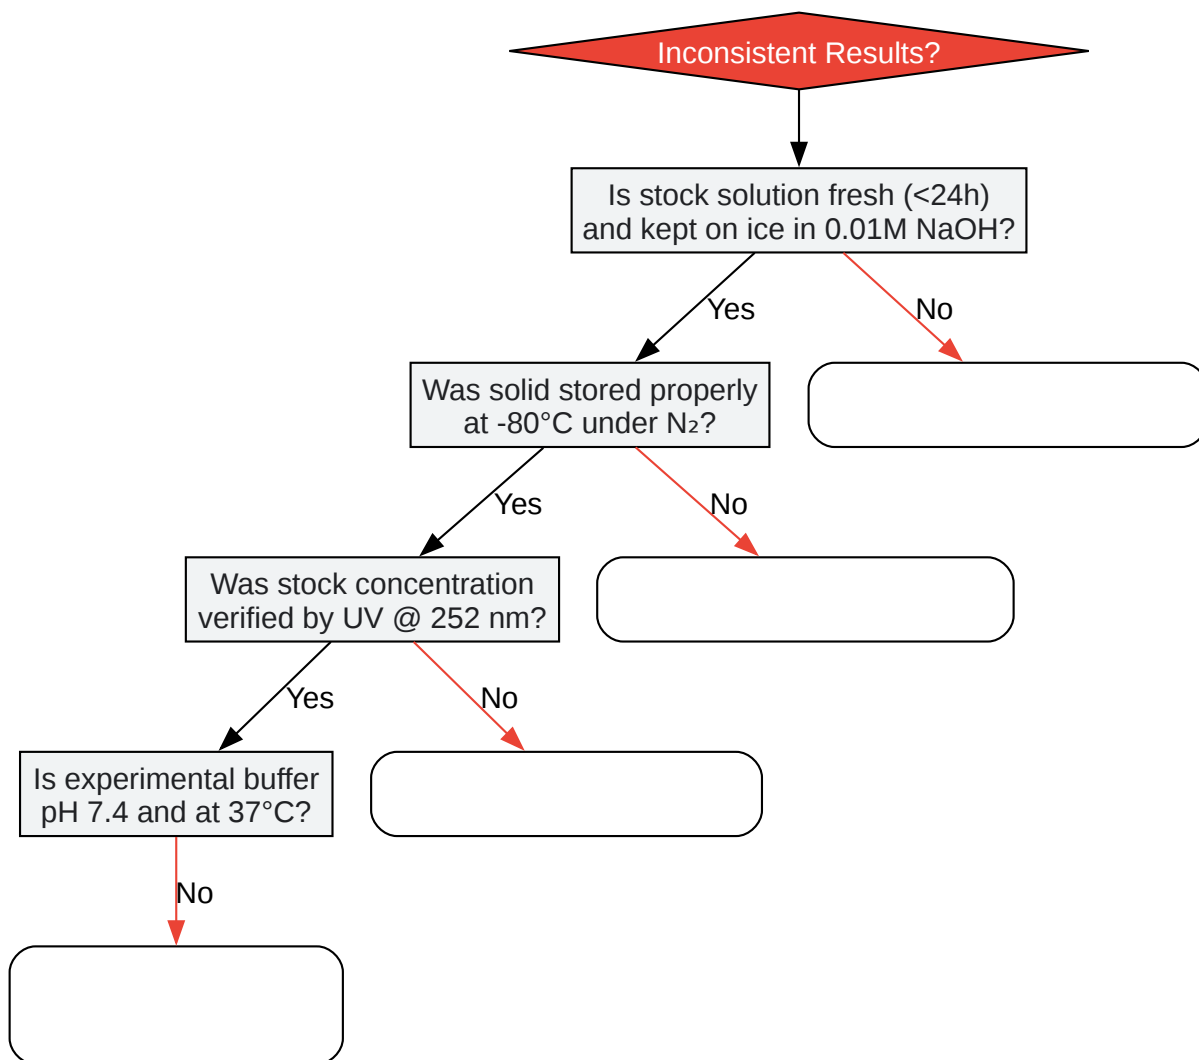 Inconsistent Results?
Is stock solution fresh (<24h)
and kept on ice in 0.01M NaOH?
Yes
No
Was solid stored properly
at -80°C under N₂?
Yes
No
Was stock concentration
verified by UV @ 252 nm?
Yes
No
Is experimental buffer
pH 7.4 and at 37°C?
No